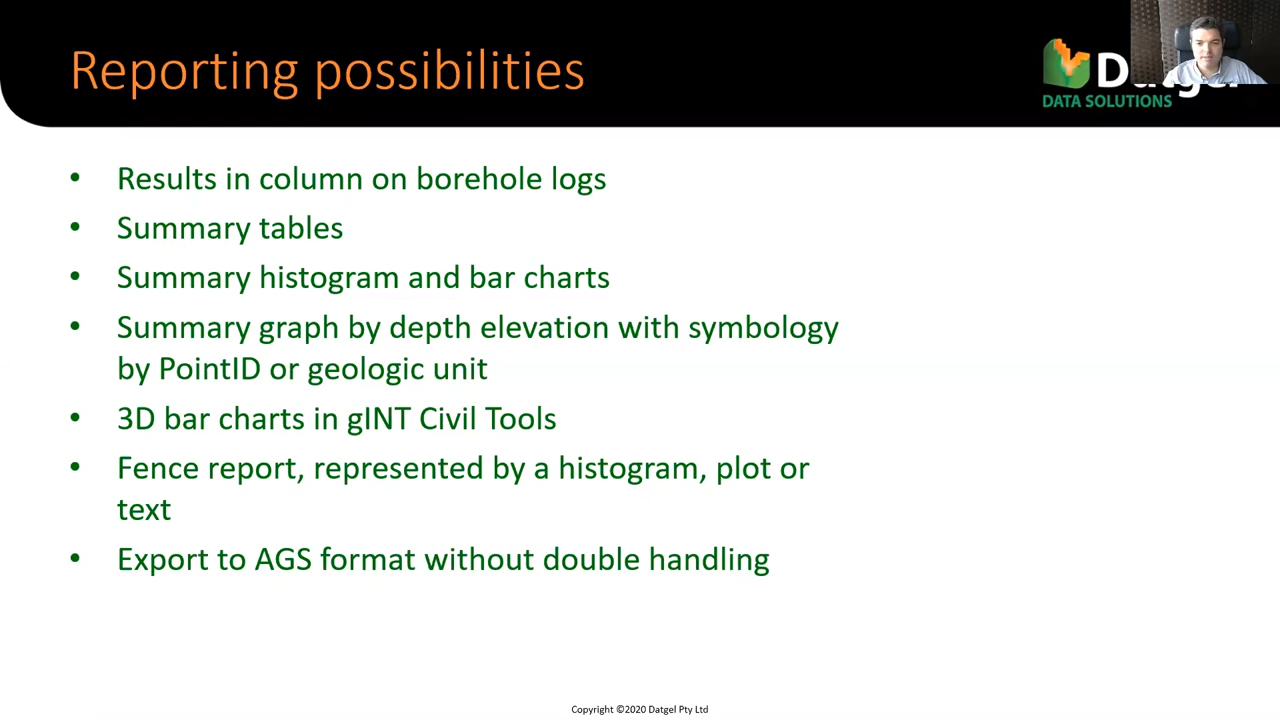 Reporting possibilities
DATA SOLUTIONS
• Results in column on borehole logs
• Summary tables
• Summary histogram and bar charts
• Summary graph by depth elevation with symbology
by PointID or geologic unit
• 3D bar charts in gINT Civil Tools
• Fence report, represented by a histogram, plot or
text
• Export to AGS format without double handling
Copyright ©2020 Datgel Pty Ltd